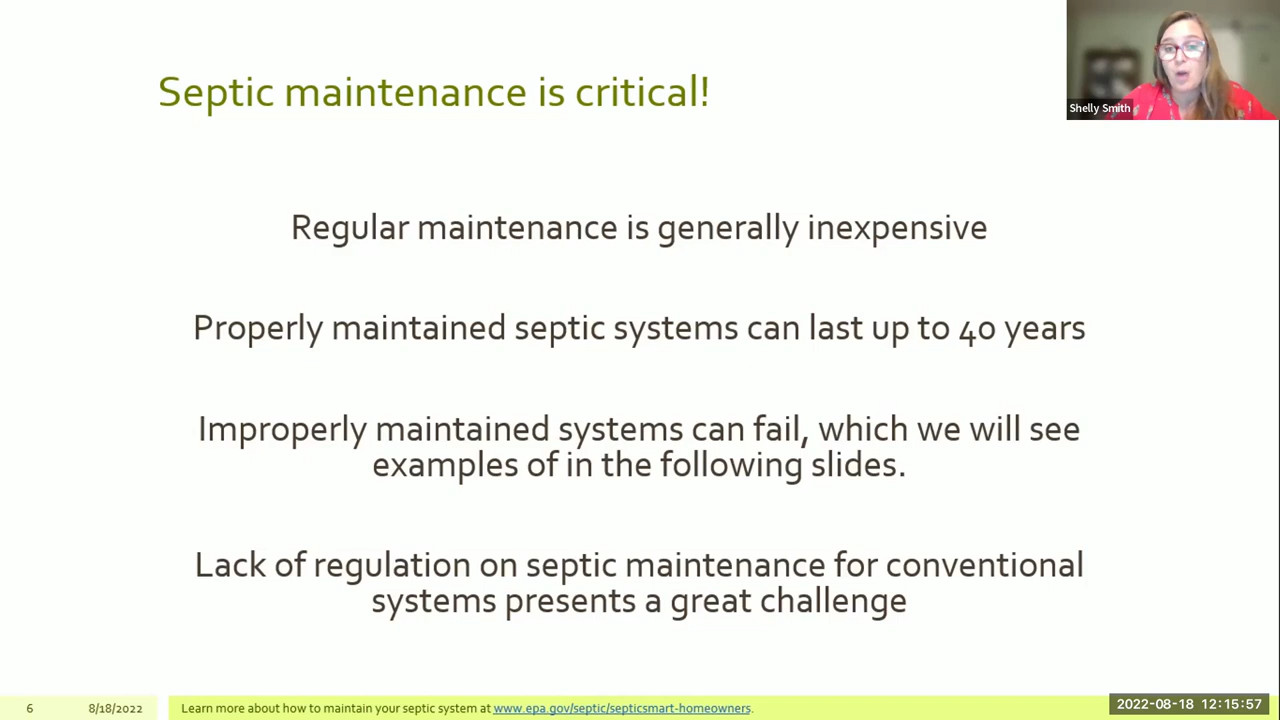 Septic maintenance is critical!
Shelly Smith
Regular maintenance is generally inexpensive
Properly maintained septic systems can last up to 40 years
Improperly maintained systems can fail, which we will see
examples of in the following slides.
Lack of regulation on septic maintenance for conventional
systems presents a great challenge
6
8/18/2022
Learn more about how to maintain your septic system at www.epa.gov/septic/septicsmart-homeowners.
2022-08-18 12:15:57